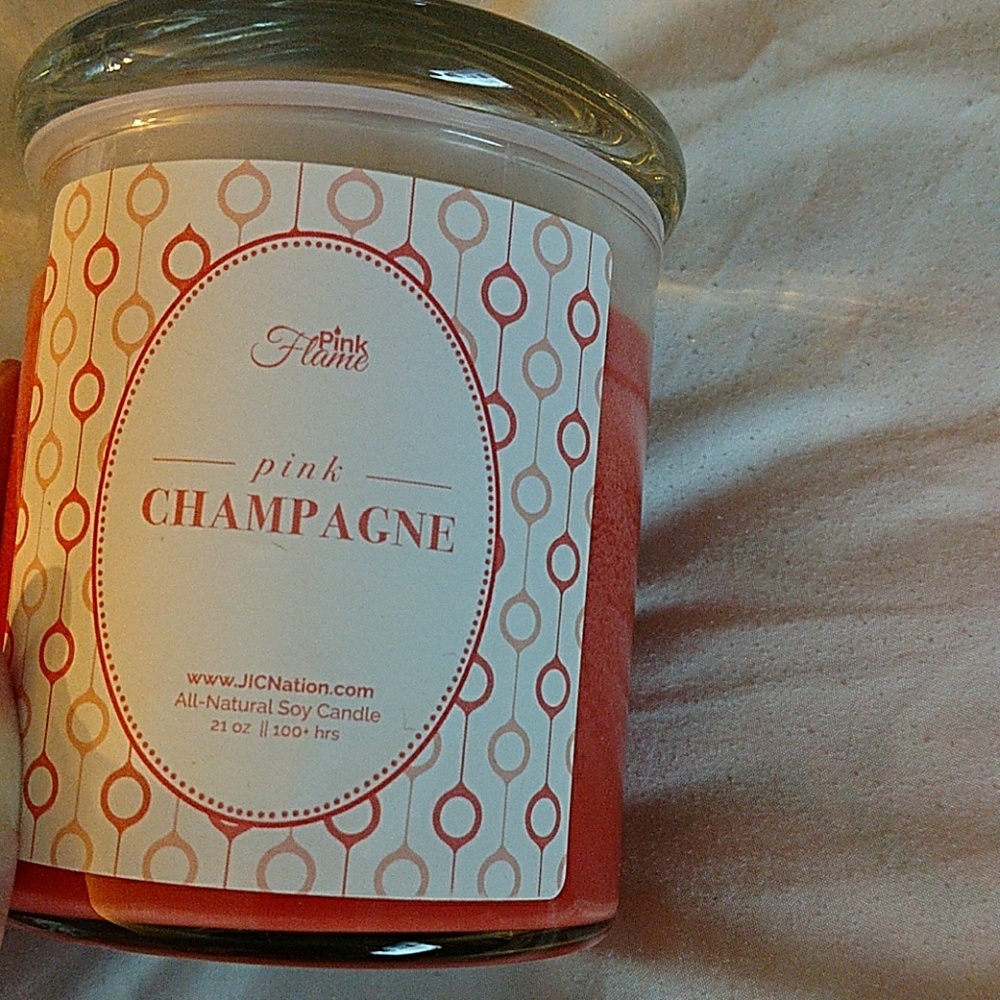 Pink
Flame
pink
CHAMPAGNE
www.JICNation.com
All-Natural Soy Candle
21 oz || 100+ hrs